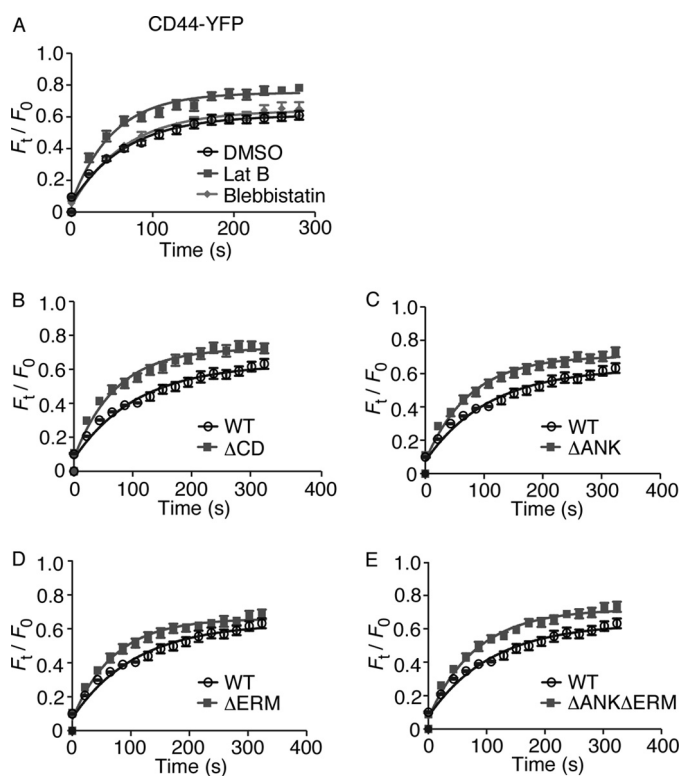 A
CD44-YFP
1.0
0.8
0.6
0.4
0.2
0
Ft / F0
DMSO
Lat B
Blebbistatin
0 100 200 300
Time (s)
B
1.0
0.8
0.6
0.4
0.2
0
Ft / F0
WT
ΔCD
0 100 200 300 400
Time (s)
C
1.0
0.8
0.6
0.4
0.2
0
Ft / F0
WT
ΔANK
0 100 200 300 400
Time (s)
D
1.0
0.8
0.6
0.4
0.2
0
Ft / F0
WT
ΔERM
0 100 200 300 400
Time (s)
E
1.0
0.8
0.6
0.4
0.2
0
Ft / F0
WT
ΔANKΔERM
0 100 200 300 400
Time (s)